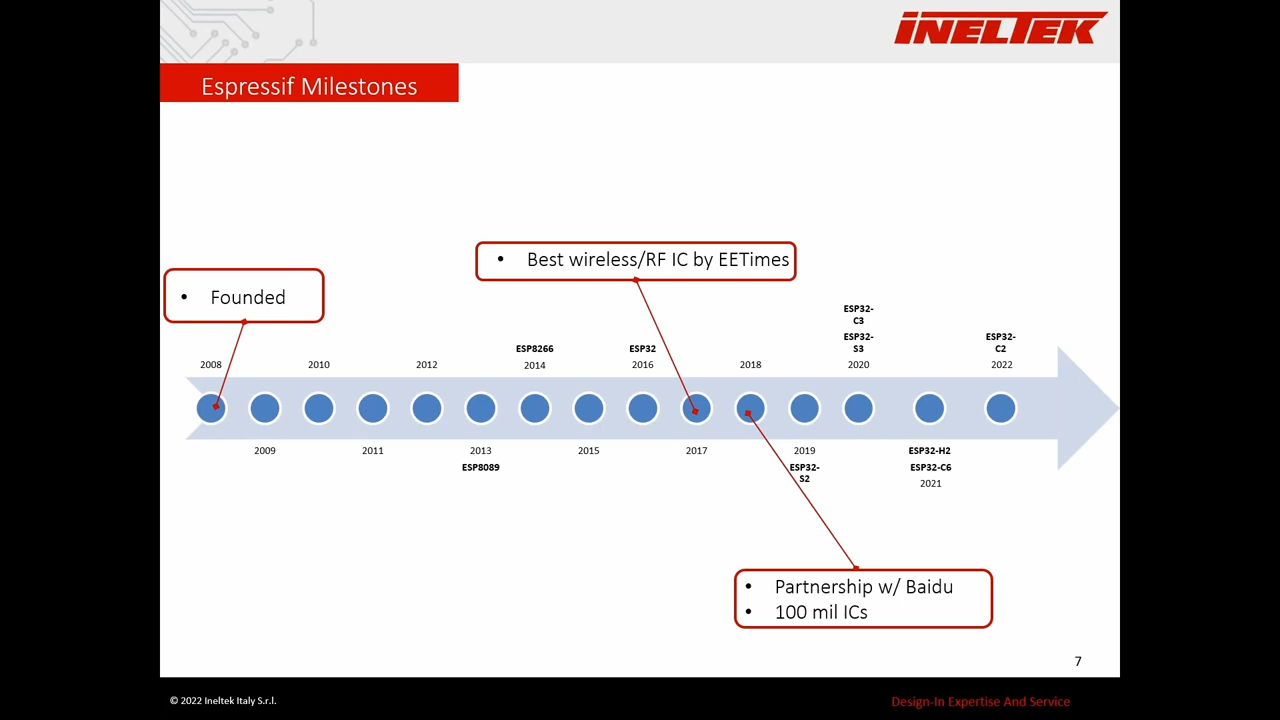 INELTEK
Espressif Milestones
• Best wireless/RF IC by EETimes
• Founded
ESP32-
C3
ESP32-
S3
ESP32-
C2
ESP8266
ESP32
2008
2010
2012
2014
2016
2018
2020
2022
2009
2011
2013
2015
2017
2019
ESP32-H2
ESP8089
ESP32-
S2
ESP32-C6
2021
• Partnership w/ Baidu
• 100 mil ICs
7
© 2022 Ineltek Italy S.r.l.
Design-In Expertise And Service